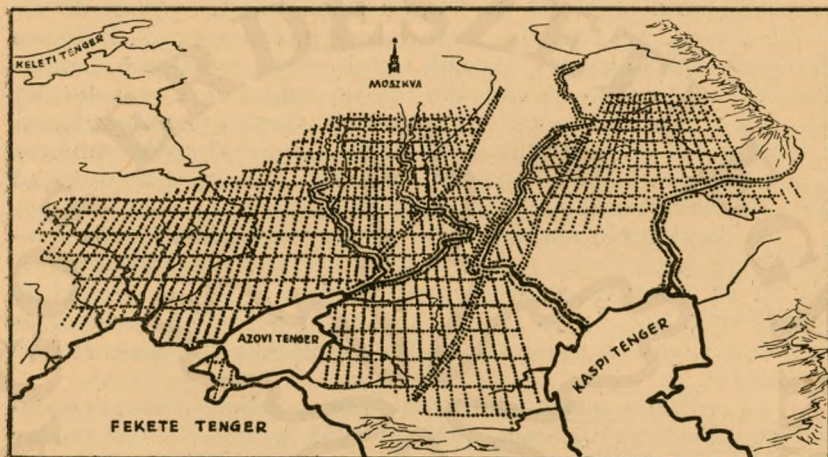 KELETI TENGER
MOSZKVA
AZOVI TENGER
KASPI TENGER
FEKETE TENGER